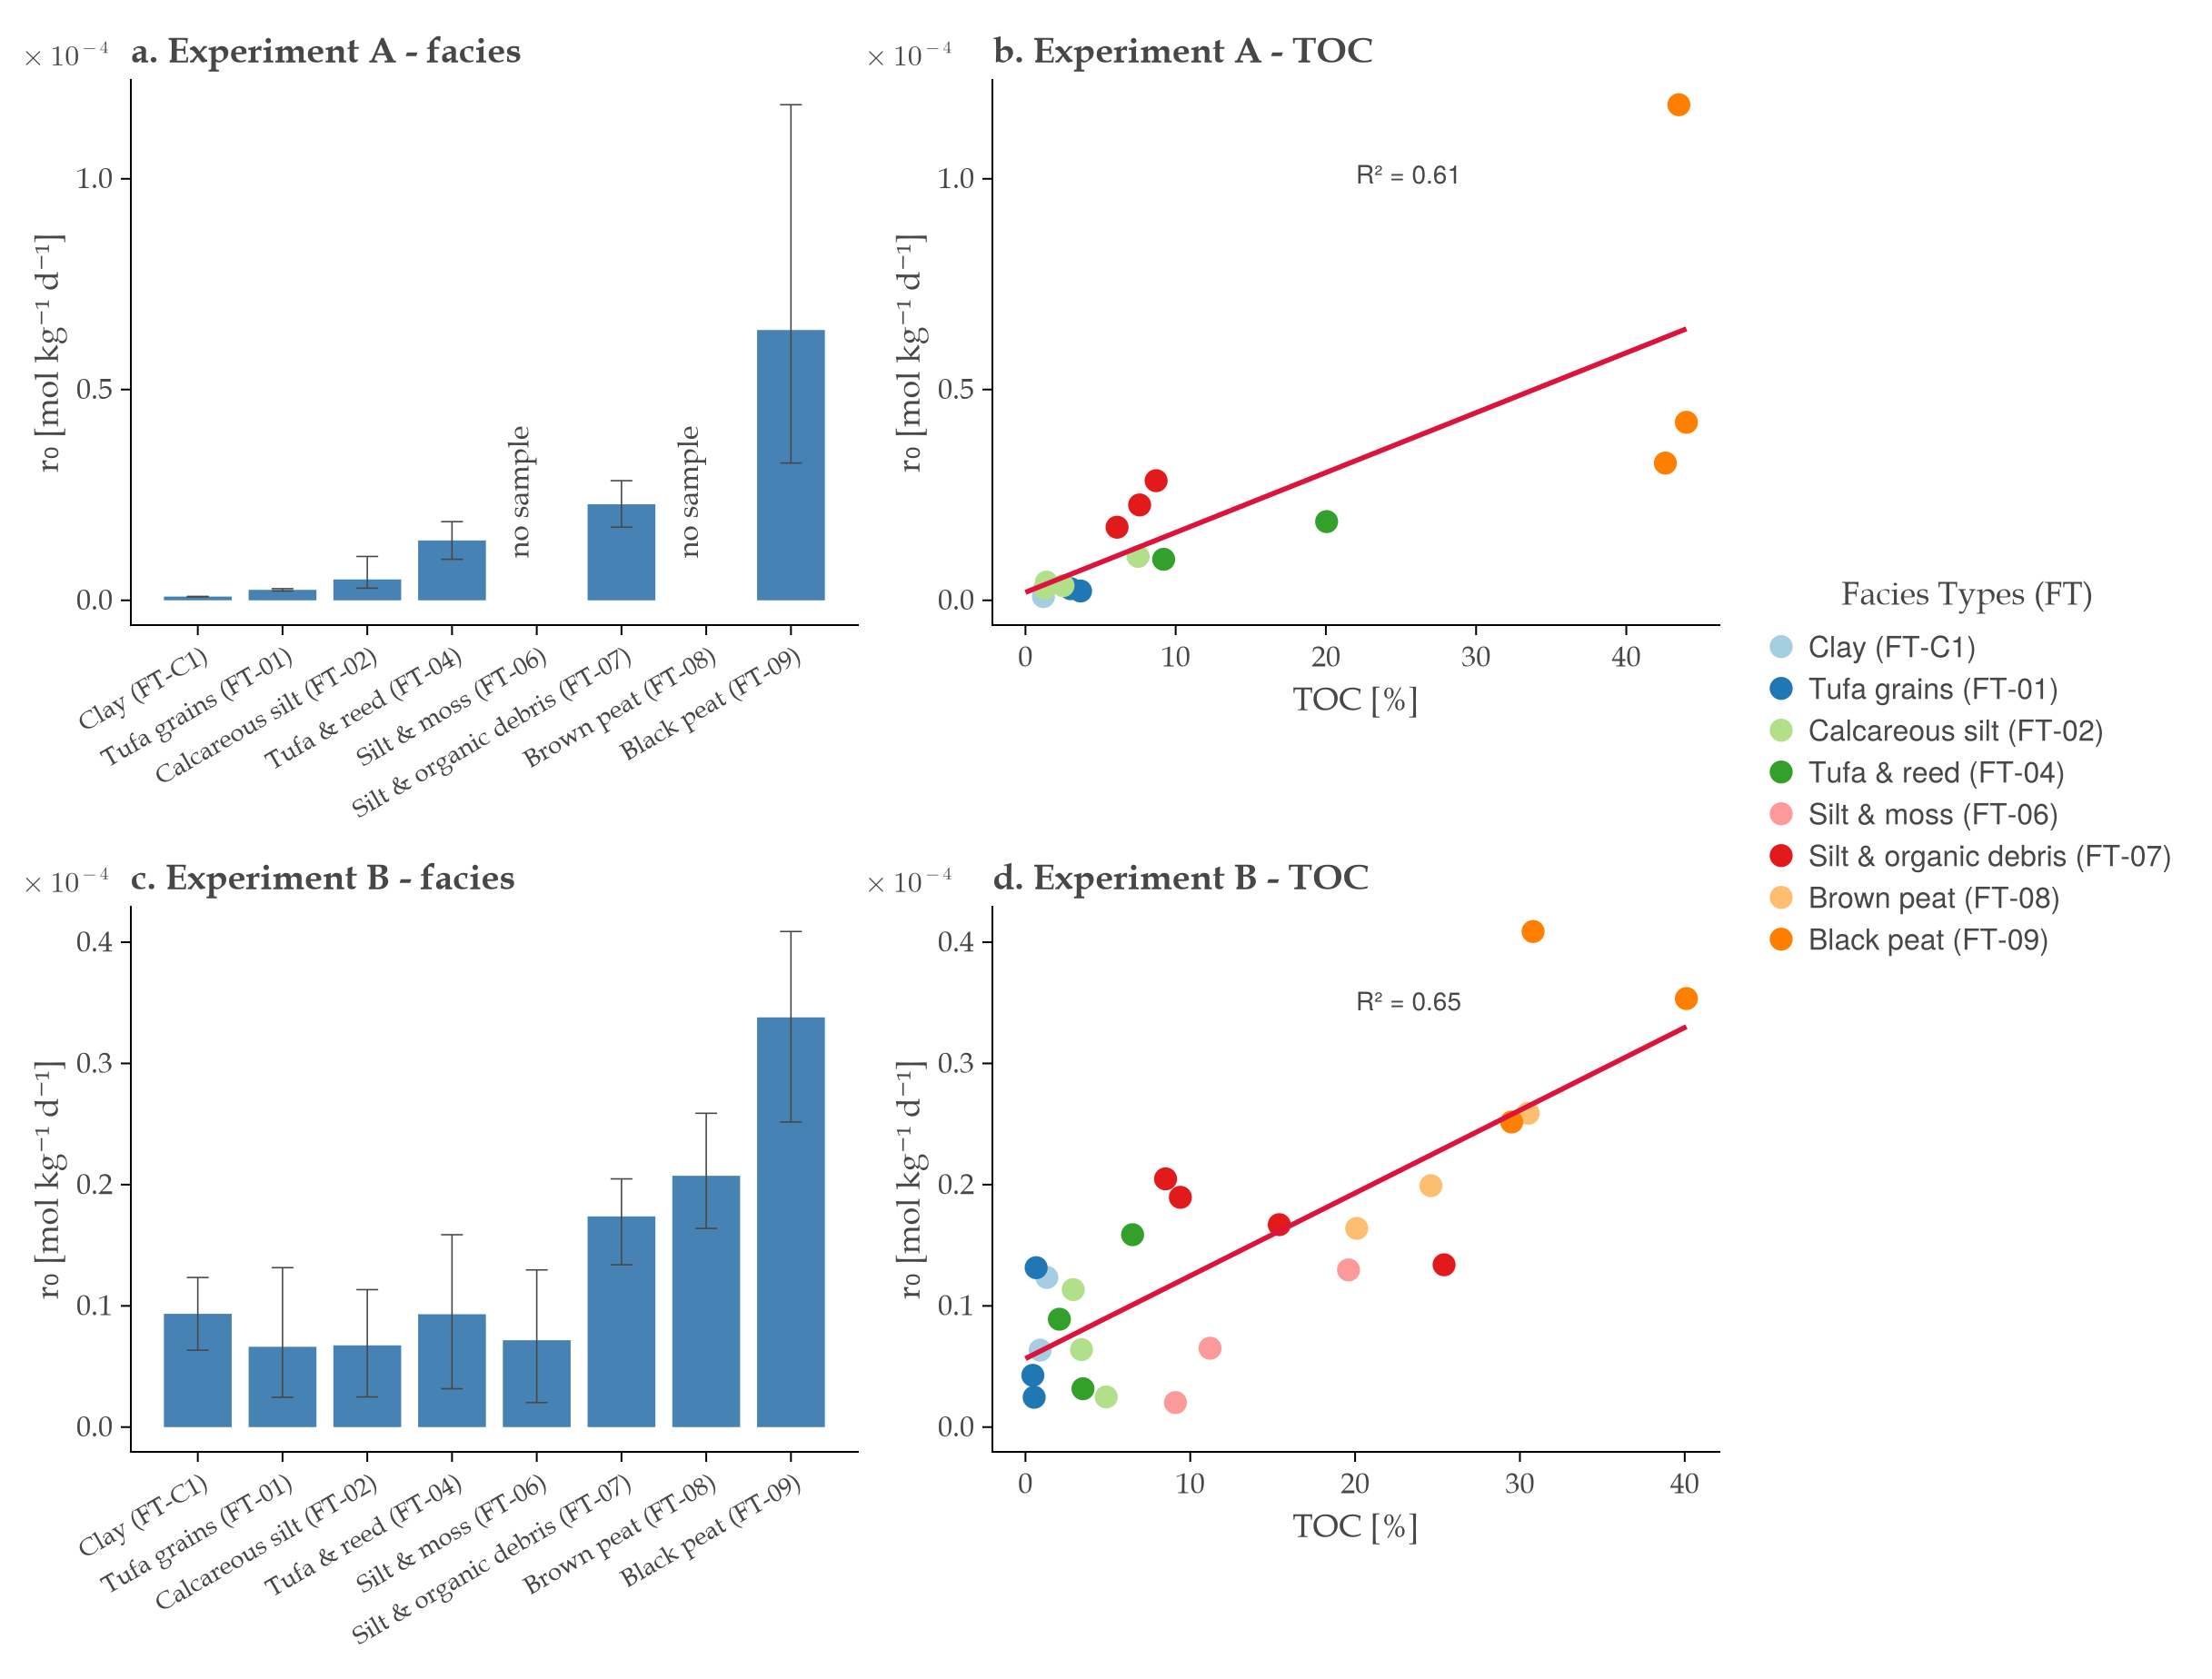 × 10⁻⁴
a. Experiment A - facies
r₀ [mol kg⁻¹ d⁻¹]
1.0
0.5
0.0
no sample
no sample
Clay (FT-C1)
Tufa grains (FT-01)
Calcareous silt (FT-02)
Tufa & reed (FT-04)
Silt & moss (FT-06)
Silt & organic debris (FT-07)
Brown peat (FT-08)
Black peat (FT-09)
× 10⁻⁴
b. Experiment A - TOC
r₀ [mol kg⁻¹ d⁻¹]
1.0
0.5
0.0
R² = 0.61
0 10 20 30 40
TOC [%]
Facies Types (FT)
Clay (FT-C1)
Tufa grains (FT-01)
Calcareous silt (FT-02)
Tufa & reed (FT-04)
Silt & moss (FT-06)
Silt & organic debris (FT-07)
Brown peat (FT-08)
Black peat (FT-09)
× 10⁻⁴
c. Experiment B - facies
r₀ [mol kg⁻¹ d⁻¹]
0.4
0.3
0.2
0.1
0.0
Clay (FT-C1)
Tufa grains (FT-01)
Calcareous silt (FT-02)
Tufa & reed (FT-04)
Silt & moss (FT-06)
Silt & organic debris (FT-07)
Brown peat (FT-08)
Black peat (FT-09)
× 10⁻⁴
d. Experiment B - TOC
r₀ [mol kg⁻¹ d⁻¹]
0.4
0.3
0.2
0.1
0.0
R² = 0.65
0 10 20 30 40
TOC [%]